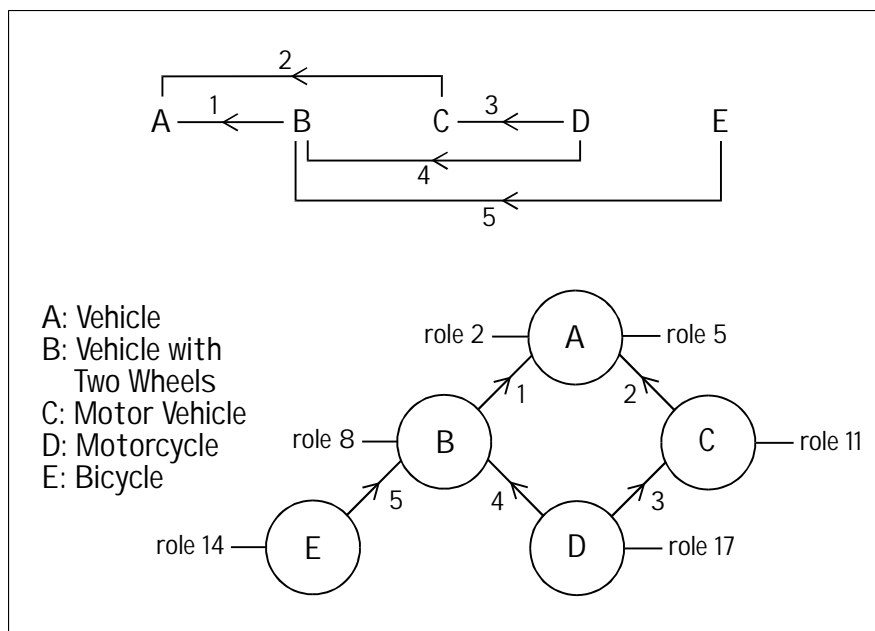 2
A 1 B C 3 D E
4
5
A: Vehicle
B: Vehicle with
Two Wheels
C: Motor Vehicle
D: Motorcycle
E: Bicycle
role 2 A role 5
1 2
role 8 B C role 11
5 4 3
role 14 E D role 17